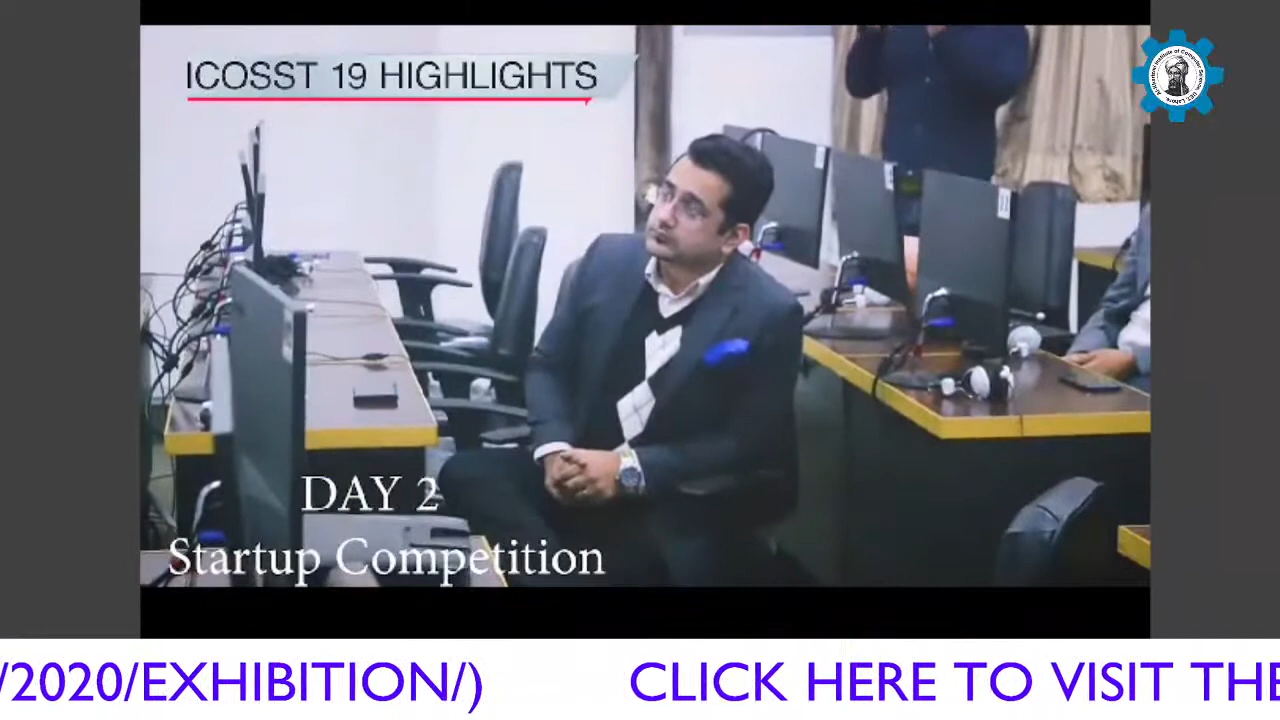 ICOSST 19 HIGHLIGHTS
DAY 2
Startup Competition
/2020/EXHIBITION/) CLICK HERE TO VISIT THE